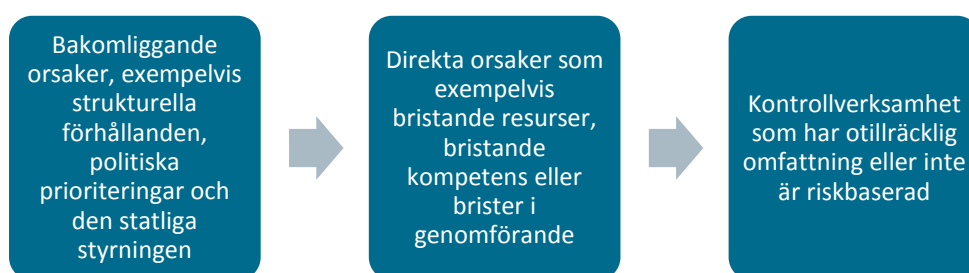 Bakomliggande
orsaker, exempelvis
strukturella
förhållanden,
politiska
prioriteringar och
den statliga
styrningen
Direkta orsaker som
exempelvis
bristande resurser,
bristande
kompetens eller
brister i
genomförande
Kontrollverksamhet
som har otillräcklig
omfattning eller inte
är riskbaserad